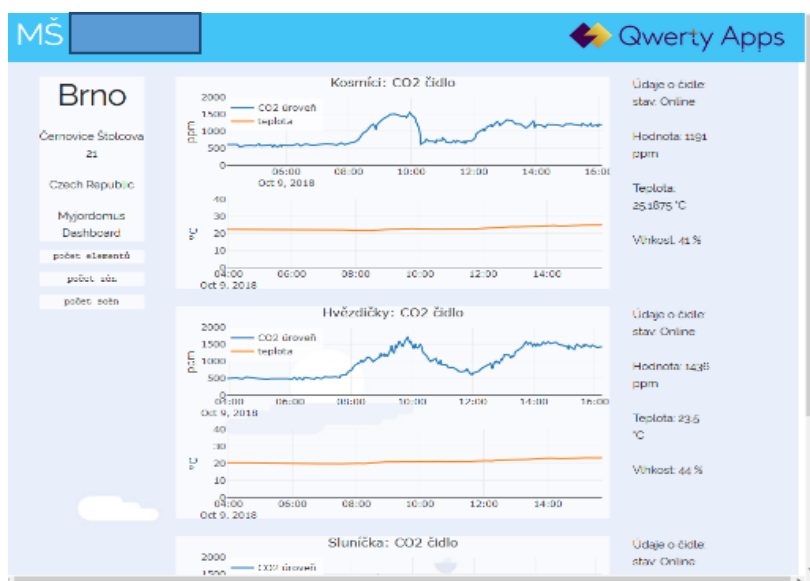 MŠ
Qwerty Apps
Brno
Černovice Štolcova
21
Czech Republic
Myjordomus
Dashboard
počet elementů
počet zón
počet scén
Kosmíci: CO2 čidlo
2000
1500
1000
500
0
ppm
CO2 úroveň
teplota
06:00
08:00
10:00
12:00
14:00
16:00
Oct 9, 2018
40
30
20
10
0
°C
04:00
06:00
08:00
10:00
12:00
14:00
Oct 9, 2018
Údaje o čidle:
stav: Online
Hodnota: 1191
ppm
Teplota:
25.1875 °C
Vlhkost: 41 %
Hvězdičky: CO2 čidlo
2000
1500
1000
500
0
ppm
CO2 úroveň
teplota
04:00
06:00
08:00
10:00
12:00
14:00
16:00
Oct 9, 2018
40
30
20
10
0
°C
04:00
06:00
08:00
10:00
12:00
14:00
Oct 9, 2018
Údaje o čidle:
stav: Online
Hodnota: 1436
ppm
Teplota: 23.5
°C
Vlhkost: 44 %
Sluníčka: CO2 čidlo
2000
1500
CO2 úroveň
Údaje o čidle:
stav: Online